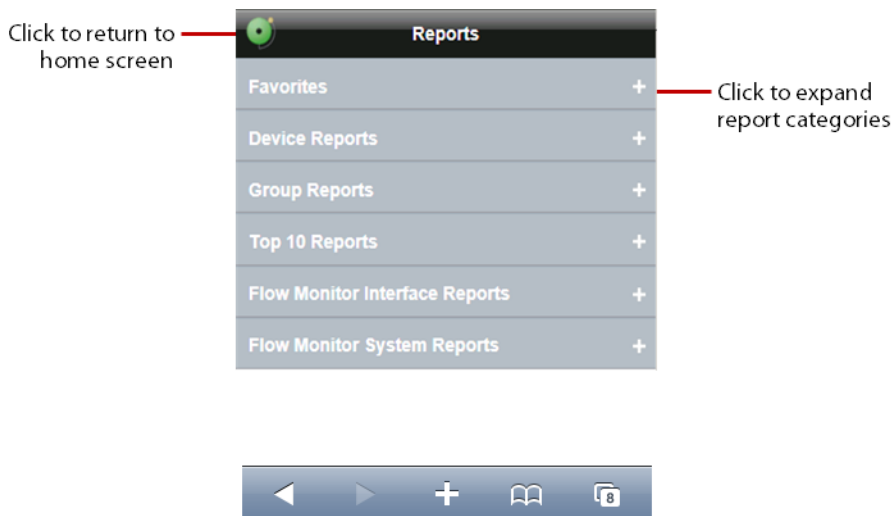 Click to return to
home screen
Reports
Favorites +
Click to expand
report categories
Device Reports +
Group Reports +
Top 10 Reports +
Flow Monitor Interface Reports +
Flow Monitor System Reports +
8